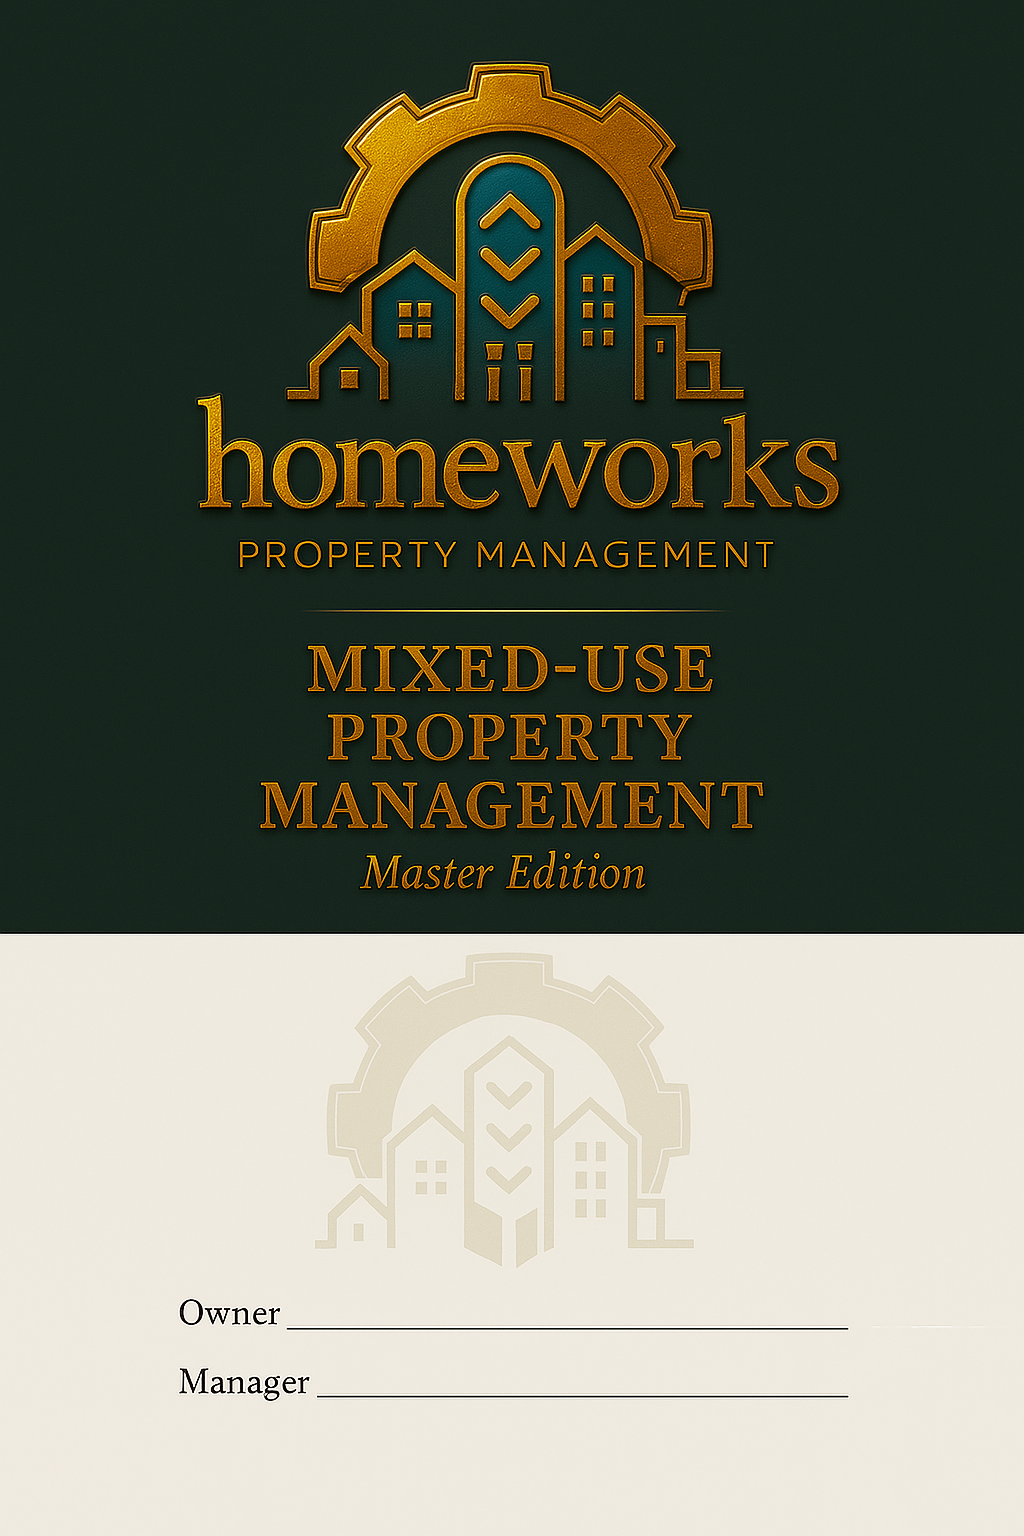 homeworks
PROPERTY MANAGEMENT
MIXED-USE
PROPERTY
MANAGEMENT
Master Edition
Owner
Manager